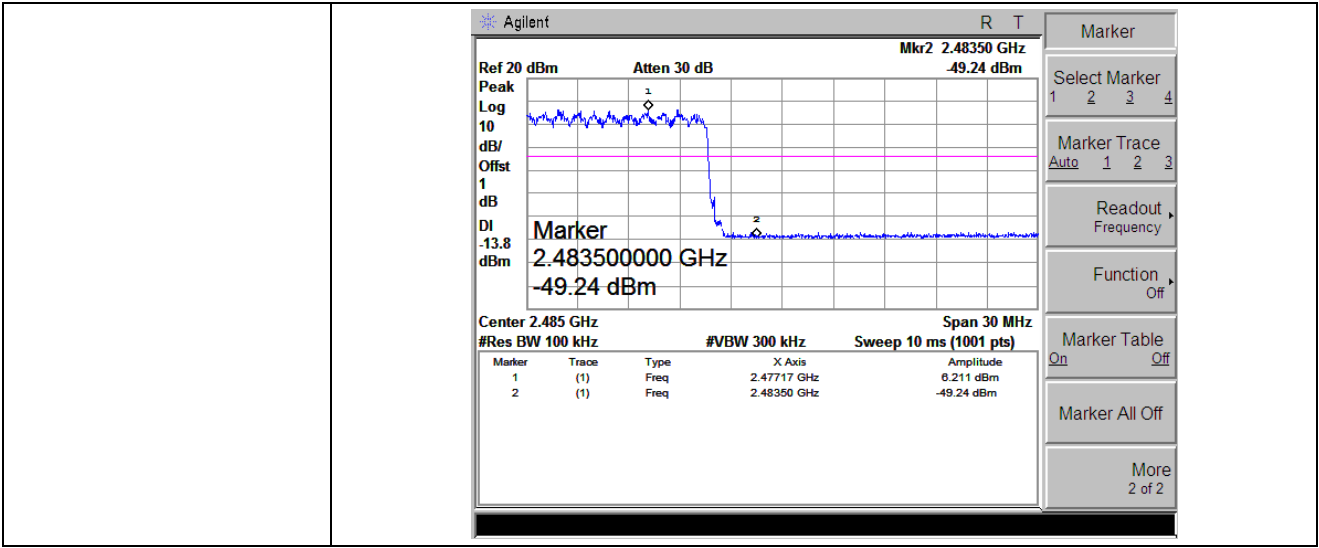 Agilent R T
Mkr2 2.48350 GHz
Ref 20 dBm Atten 30 dB -49.24 dBm
Peak
Log
10
dB/
Offst
1
dB
DI
-13.8
dBm
1
2
Marker
2.483500000 GHz
-49.24 dBm
Center 2.485 GHz Span 30 MHz
#Res BW 100 kHz #VBW 300 kHz Sweep 10 ms (1001 pts)
Marker Trace Type X Axis Amplitude
1 (1) Freq 2.47717 GHz 6.211 dBm
2 (1) Freq 2.48350 GHz -49.24 dBm
Marker
Select Marker
1 2 3 4
Marker Trace
Auto 1 2 3
Readout
Frequency
Function
Off
Marker Table
On Off
Marker All Off
More
2 of 2